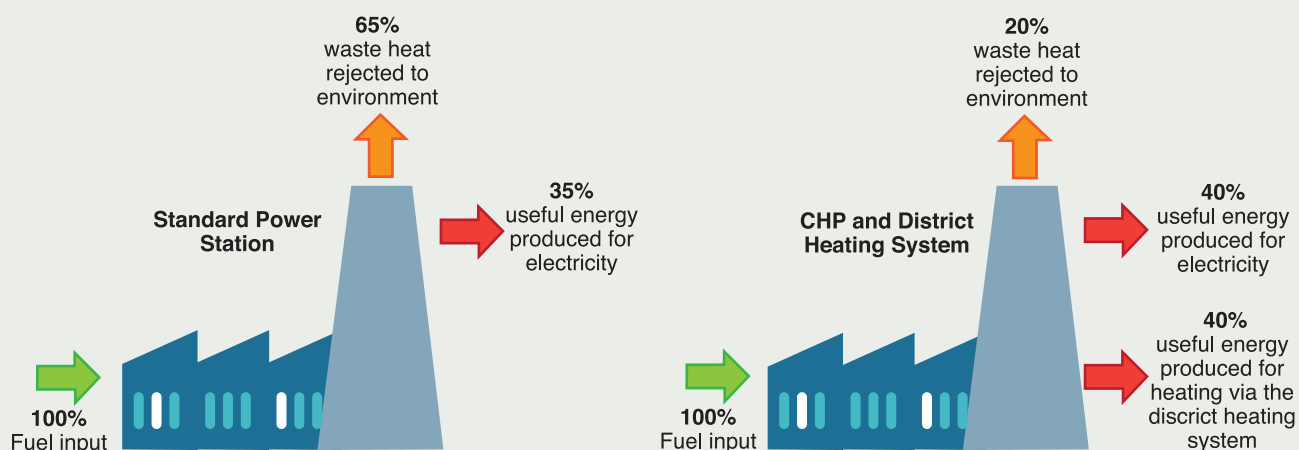 65%
waste heat
rejected to
environment
Standard Power
Station
35%
useful energy
produced for
electricity
100%
Fuel input
20%
waste heat
rejected to
environment
CHP and District
Heating System
40%
useful energy
produced for
electricity
40%
useful energy
produced for
heating via the
discrict heating
system
100%
Fuel input